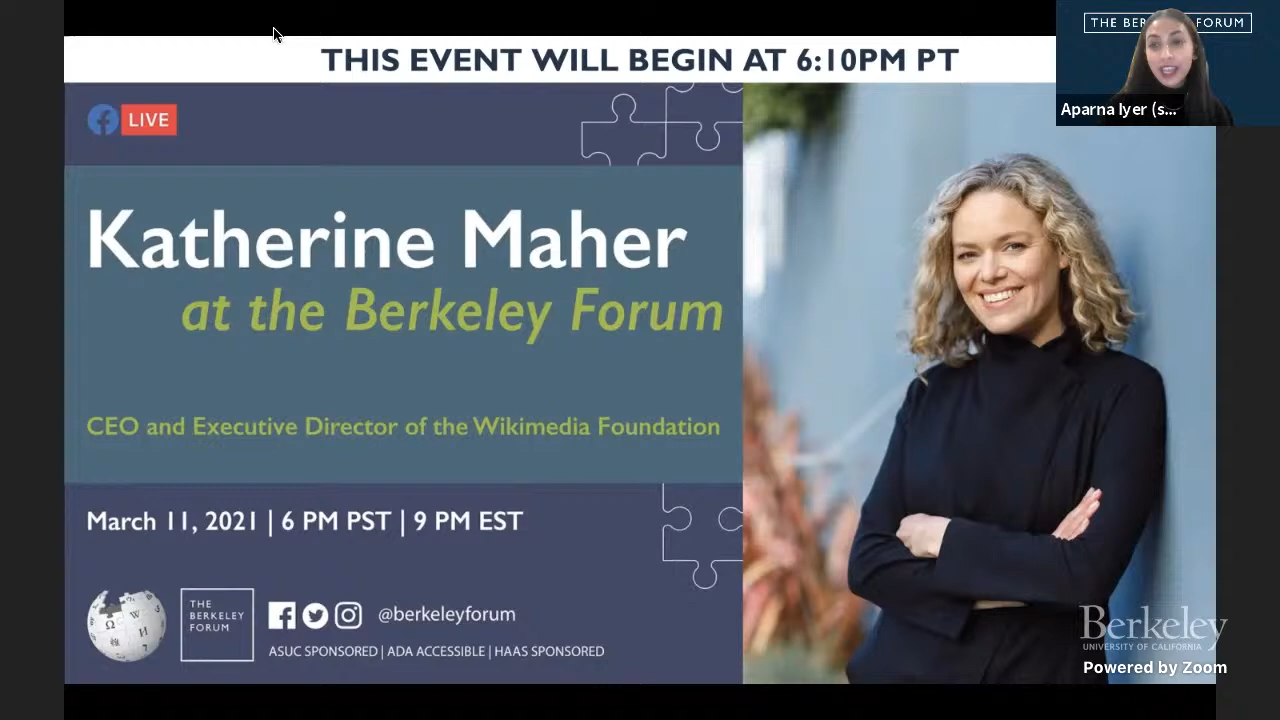 THIS EVENT WILL BEGIN AT 6:10PM PT
THE BER FORUM
Aparna Iyer (s...
LIVE
Katherine Maher
at the Berkeley Forum
CEO and Executive Director of the Wikimedia Foundation
March 11, 2021 | 6 PM PST | 9 PM EST
THE
BERKELEY
FORUM
@berkeleyforum
ASUC SPONSORED | ADA ACCESSIBLE | HAAS SPONSORED
Ω W И
Berkeley
UNIVERSITY OF CALIFORNIA
Powered by Zoom